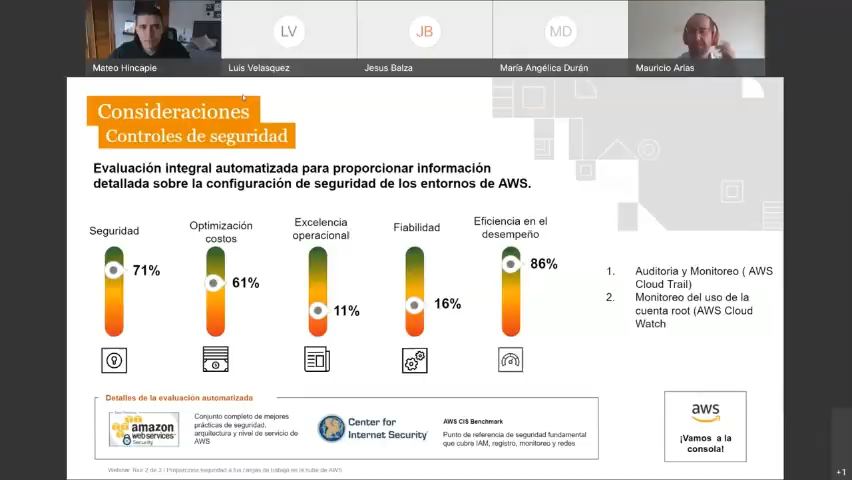 LV
JB
MD
Mateo Hincapie
Luis Velasquez
Jesus Balza
María Angélica Durán
Mauricio Arias
Consideraciones
Controles de seguridad
Evaluación integral automatizada para proporcionar información
detallada sobre la configuración de seguridad de los entornos de AWS.
Seguridad
71%
Optimización
costos
61%
Excelencia
operacional
11%
Fiabilidad
16%
Eficiencia en el
desempeño
86%
1. Auditoria y Monitoreo ( AWS
Cloud Trail)
2. Monitoreo del uso de la
cuenta root (AWS Cloud
Watch
Detalles de la evaluación automatizada
amazon
web services
Security
Conjunto completo de mejores
prácticas de seguridad,
arquitectura y nivel de servicio de
AWS
Center for
Internet Security
AWS CIS Benchmark
Punto de referencia de seguridad fundamental
que cubre IAM, registro, monitoreo y redes
aws
¡Vamos a la
consola!
+1